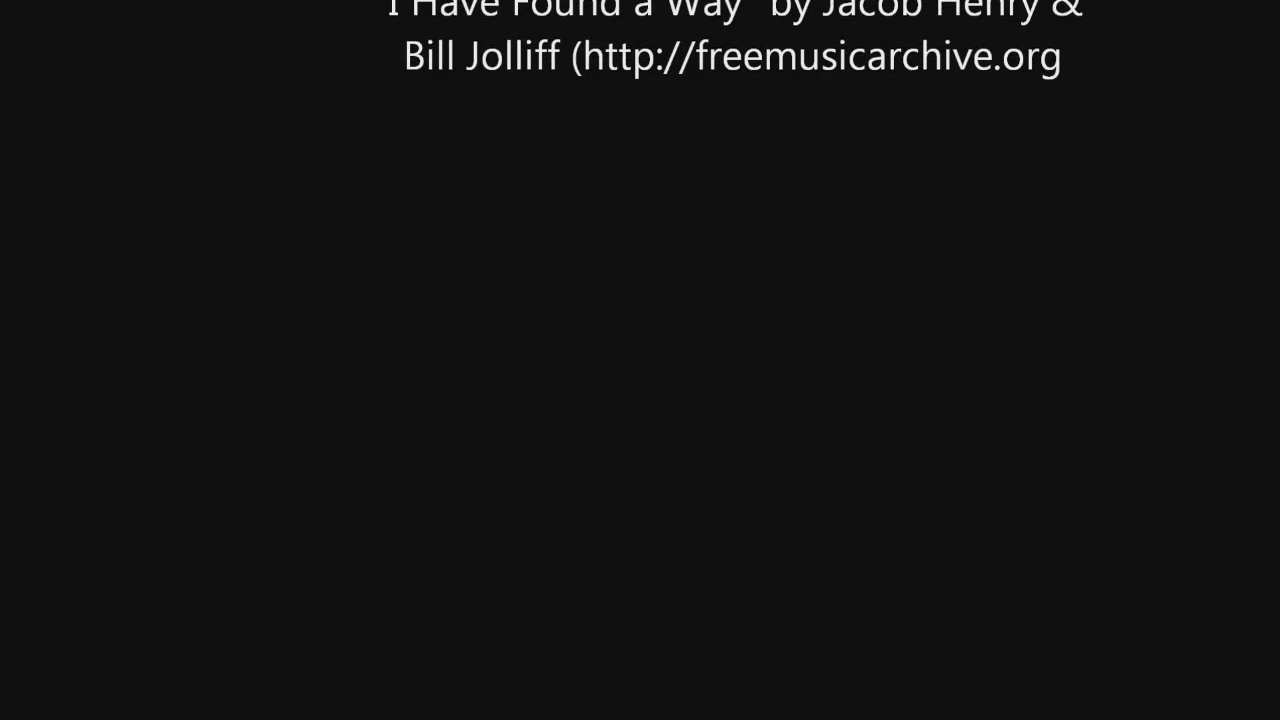 I Have Found a Way" by Jacob Henry &
Bill Jolliff (http://freemusicarchive.org